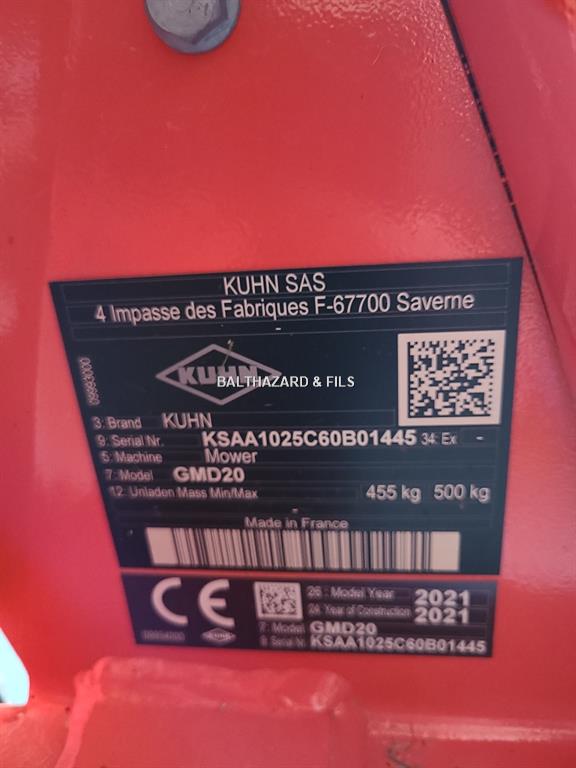 KUHN SAS
4 Impasse des Fabriques F-67700 Saverne
-
09993000
KUHN
BALTHAZARD & FILS
3: Brand KUHN
9: Serial Nr. KSAA1025C60B01445 34: Ex -
5: Machine Mower
7: Model GMD20
12: Unladen Mass Min/Max 455 kg 500 kg
Made in France
CE
26: Model Year 2021
24: Year of Construction 2021
7: Model GMD20
KUHN
9: Serial Nr. KSAA1025C60B01445